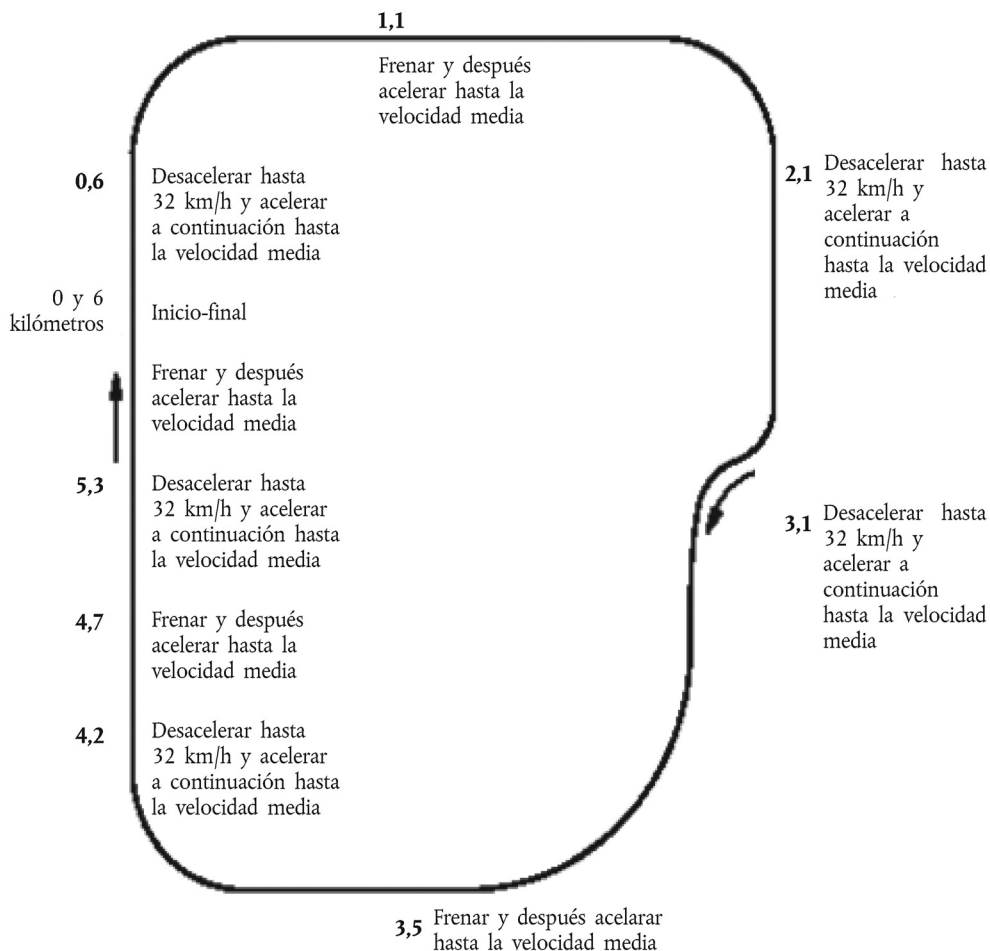 1,1
Frenar y después
acelerar hasta la
velocidad media
0,6
Desacelerar hasta
32 km/h y acelerar
a continuación hasta
la velocidad media
2,1
Desacelerar hasta
32 km/h y
acelerar a
continuación
hasta la velocidad
media
0 y 6
kilómetros
Inicio-final
Frenar y después
acelerar hasta la
velocidad media
5,3
Desacelerar hasta
32 km/h y acelerar
a continuación hasta
la velocidad media
3,1
Desacelerar hasta
32 km/h y
acelerar a
continuación
hasta la velocidad
media
4,7
Frenar y después
acelerar hasta la
velocidad media
4,2
Desacelerar hasta
32 km/h y acelerar
a continuación hasta
la velocidad media
3,5
Frenar y después acelarar
hasta la velocidad media